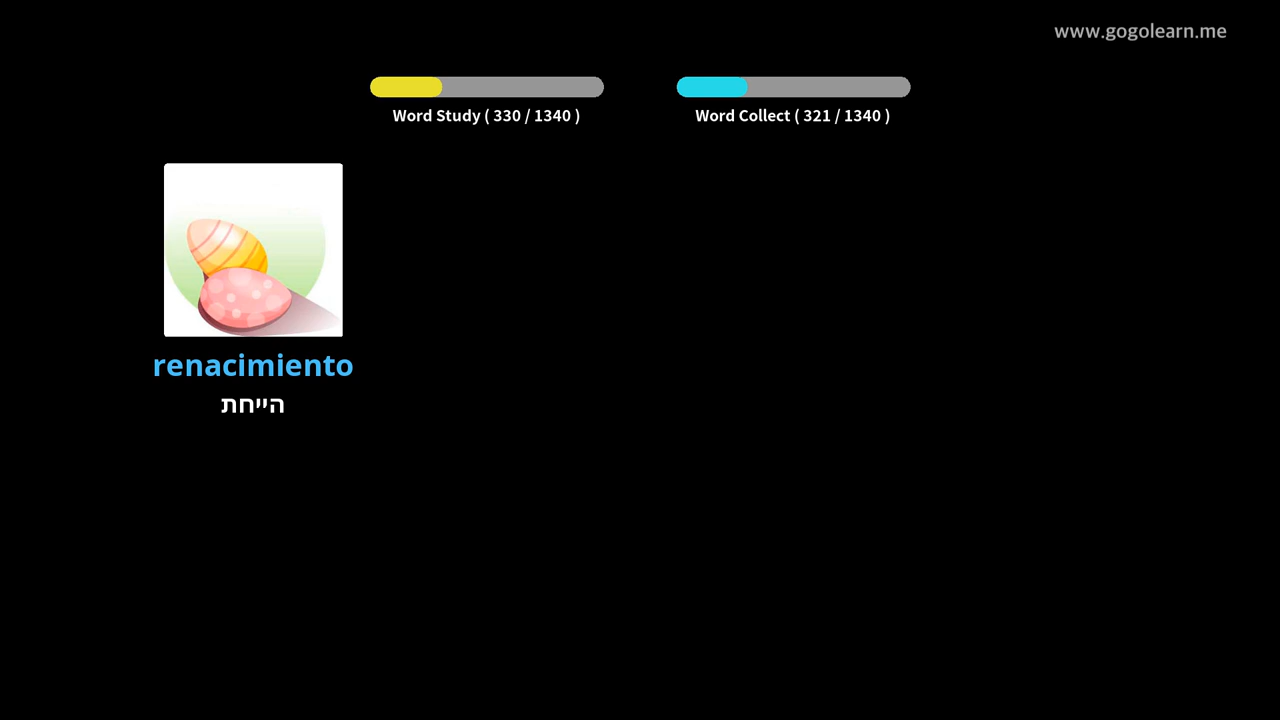 www.gogolearn.me
Word Study ( 330 / 1340 )
Word Collect ( 321 / 1340 )
renacimiento
הייחת